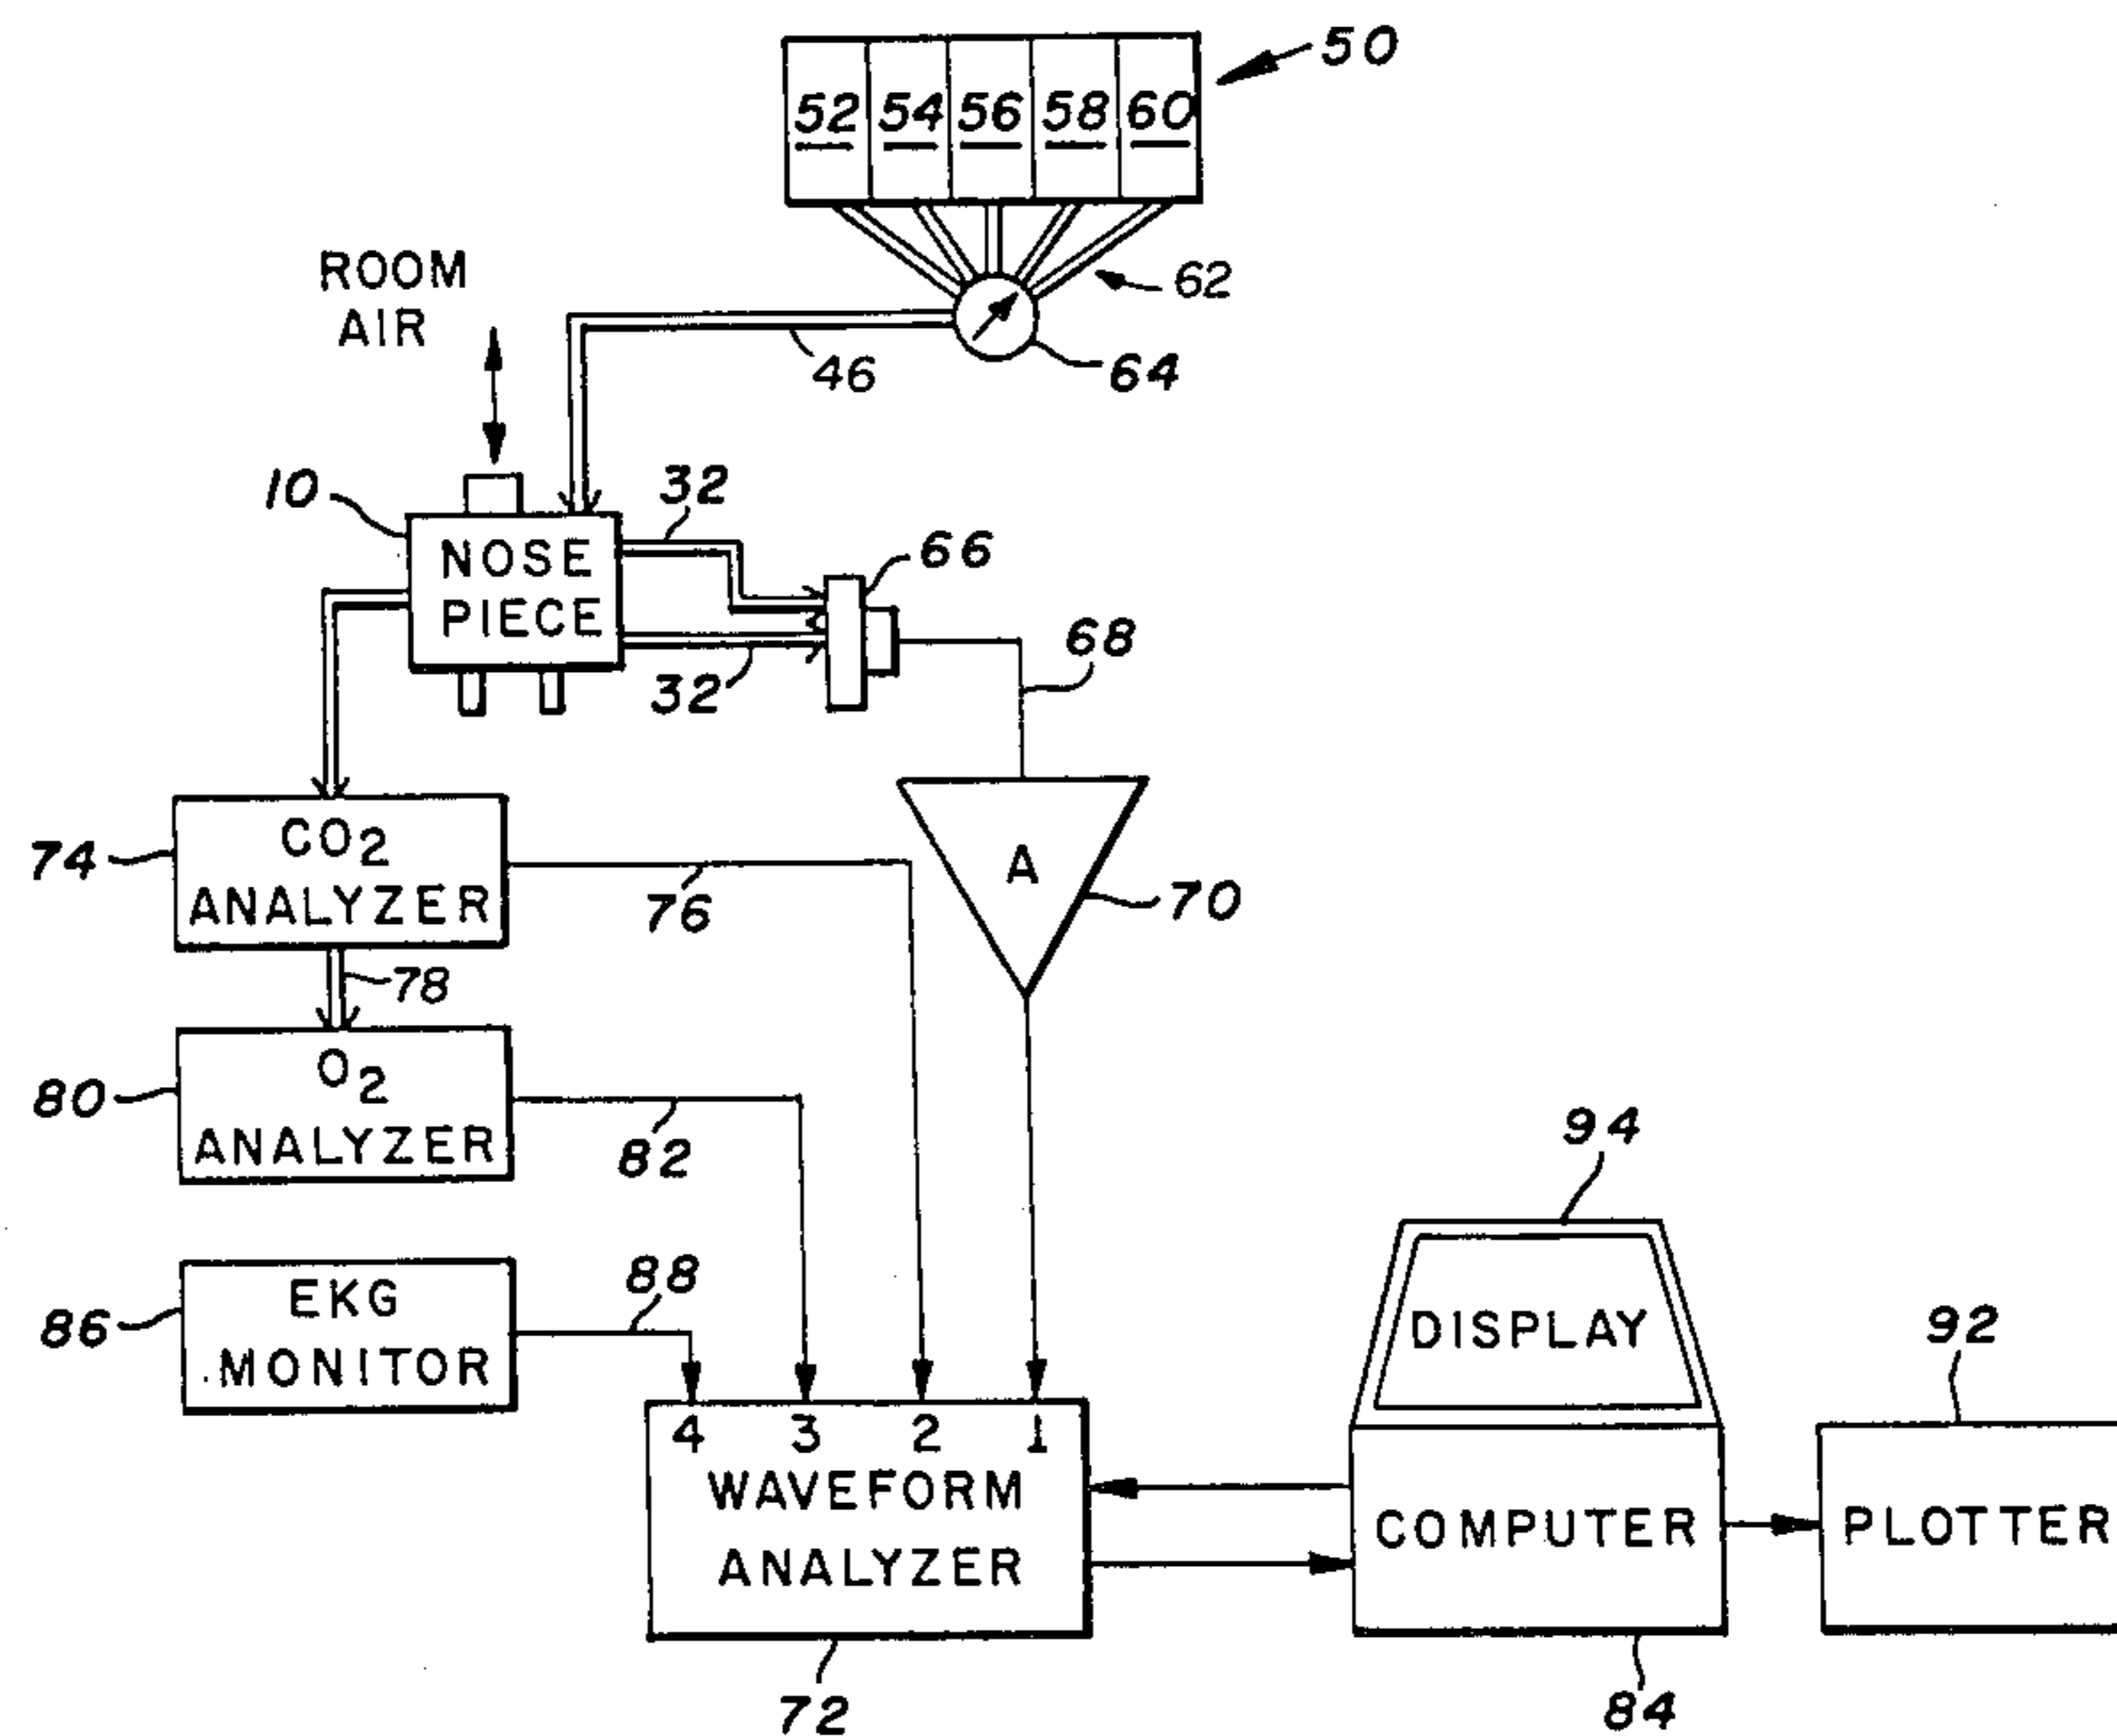 50
52 54 56 58 60
62
ROOM
AIR
46
64
10
32
NOSE
PIECE
66
32
68
CO2
ANALYZER
74
76
A
70
78
O2
ANALYZER
80
82
94
EKG
MONITOR
86
88
DISPLAY
92
4 3 2 1
WAVEFORM
ANALYZER
COMPUTER
PLOTTER
72
84